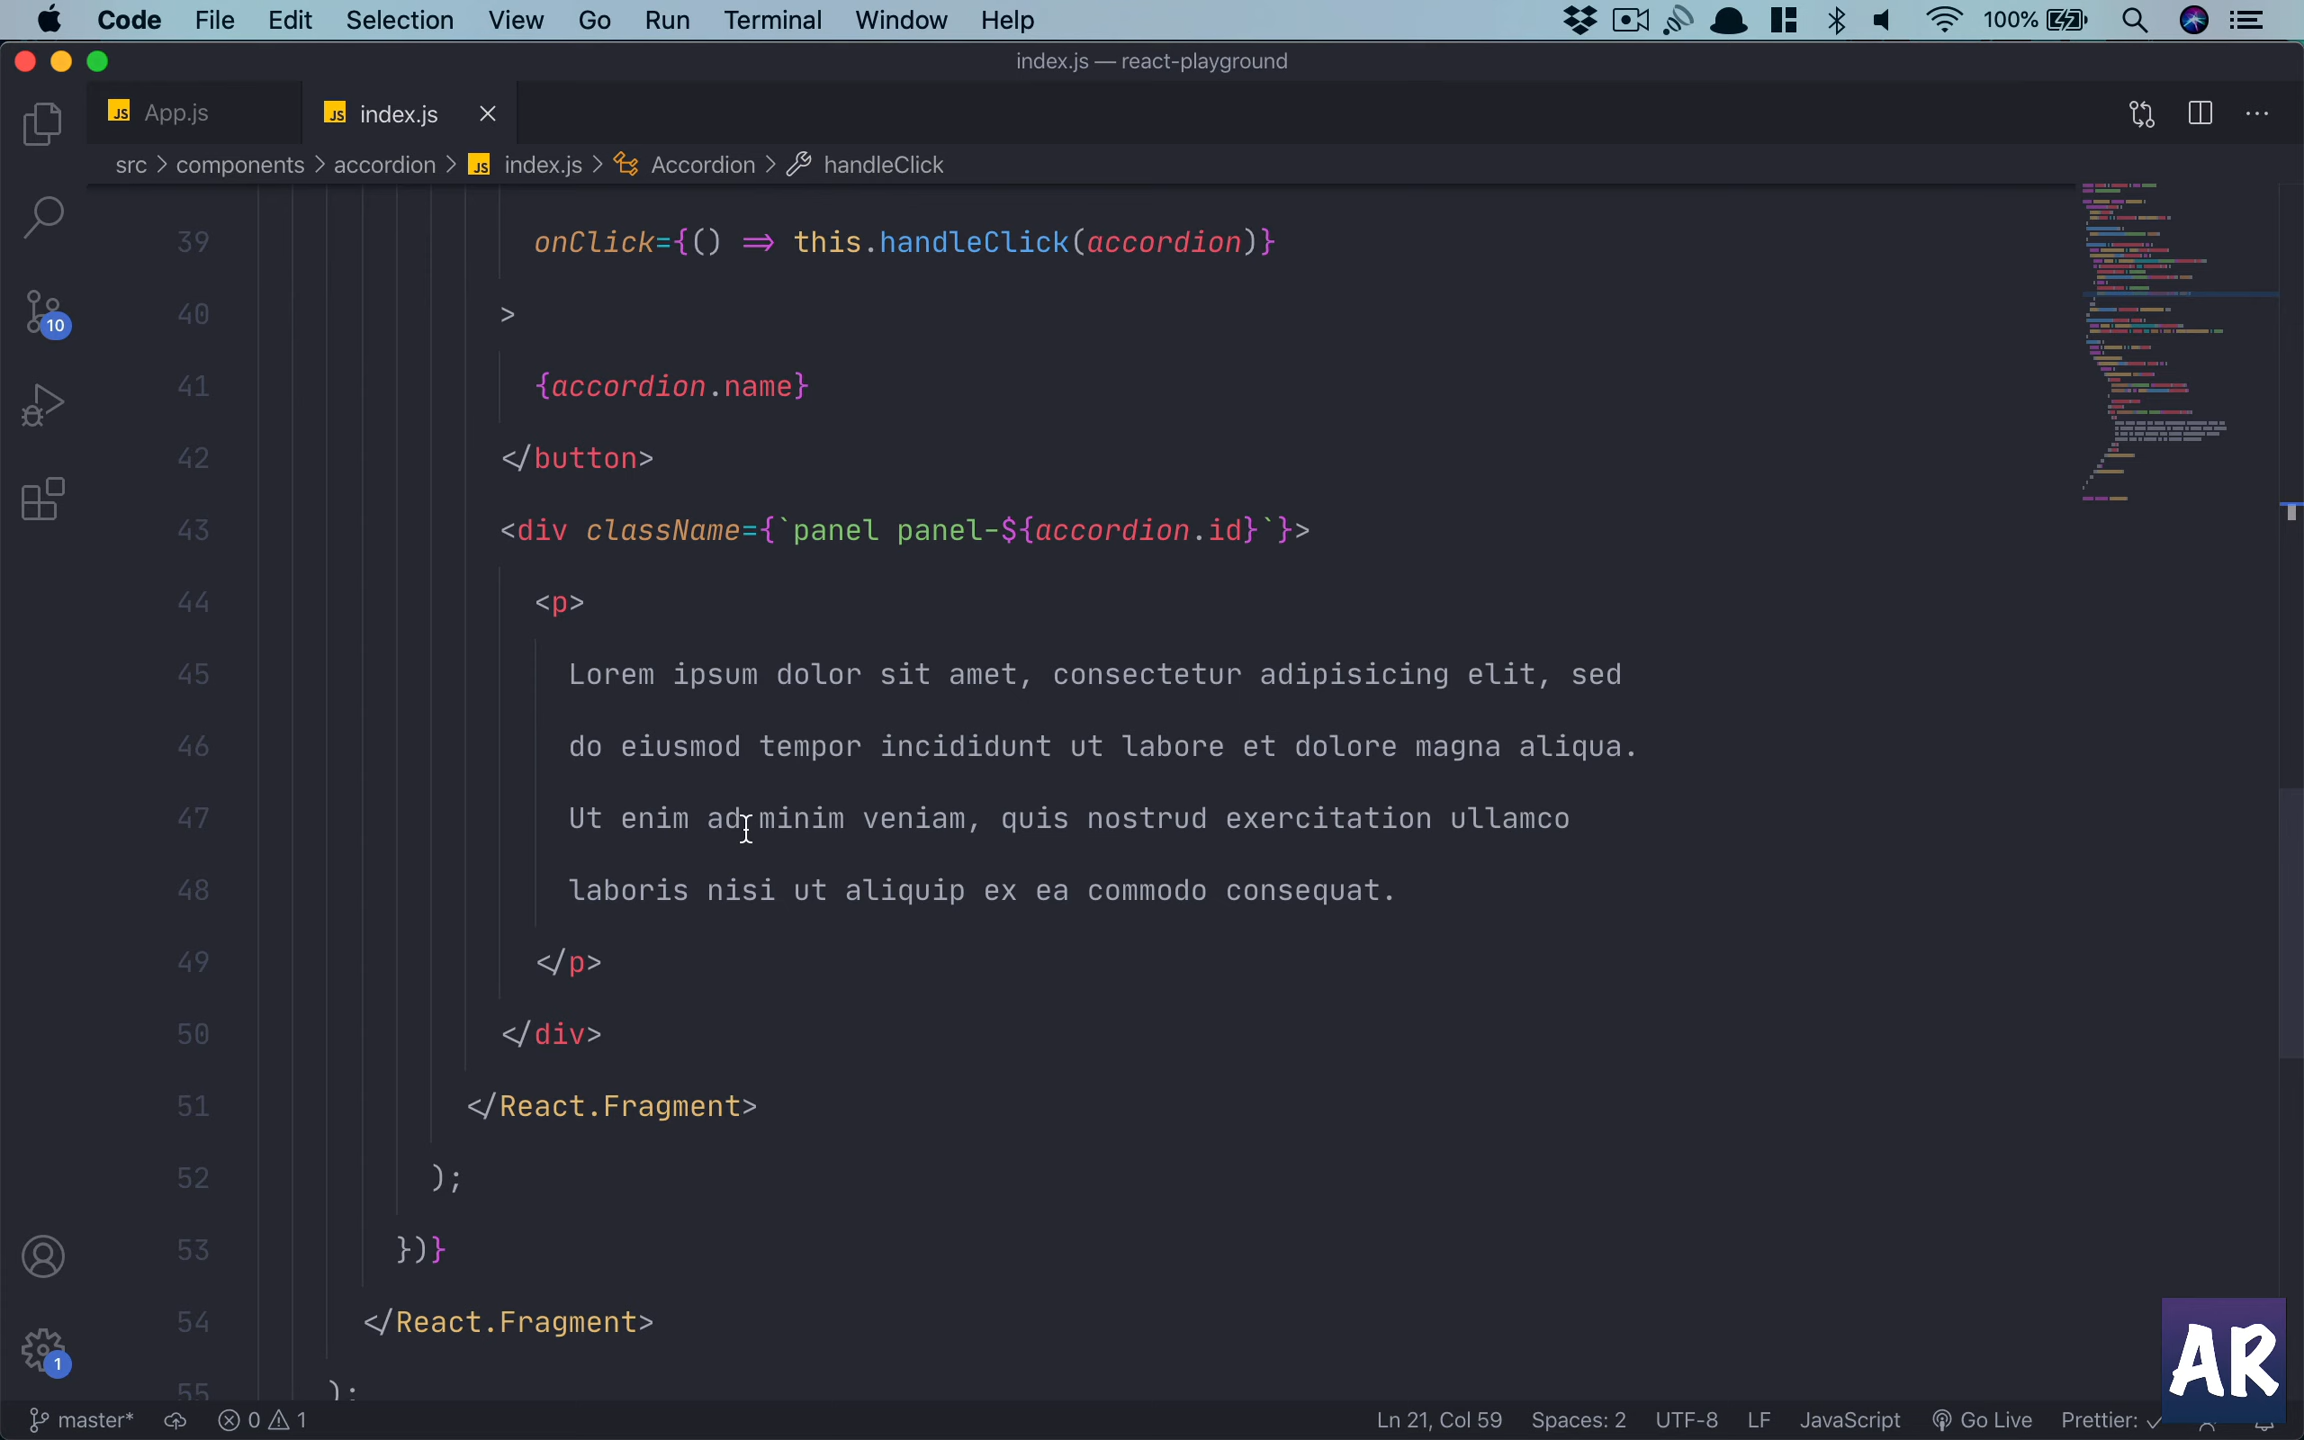 Code File Edit Selection View Go Run Terminal Window Help 100%
index.js — react-playground
JS App.js JS index.js
src > components > accordion > JS index.js > Accordion > handleClick
39 onClick={() => this.handleClick(accordion)}
40 >
41 {accordion.name}
42 </button>
43 <div className={`panel panel-${accordion.id}`}>
44 <p>
45 Lorem ipsum dolor sit amet, consectetur adipisicing elit, sed
46 do eiusmod tempor incididunt ut labore et dolore magna aliqua.
47 Ut enim ad minim veniam, quis nostrud exercitation ullamco
48 laboris nisi ut aliquip ex ea commodo consequat.
49 </p>
50 </div>
51 </React.Fragment>
52 );
53 })}
54 </React.Fragment>
55 );
10
1
AR
master* 0 1 Ln 21, Col 59 Spaces: 2 UTF-8 LF JavaScript Go Live Prettier: ✓